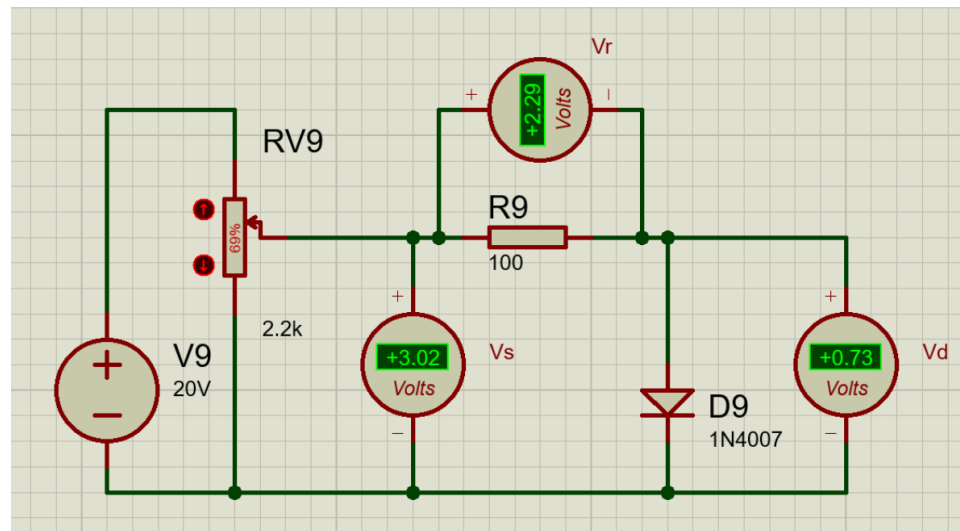 Vr
+
+2.29
Volts
−
RV9
69%
2.2k
R9
100
V9
20V
+
−
+
+3.02
Volts
−
Vs
D9
1N4007
+
+0.73
Volts
−
Vd